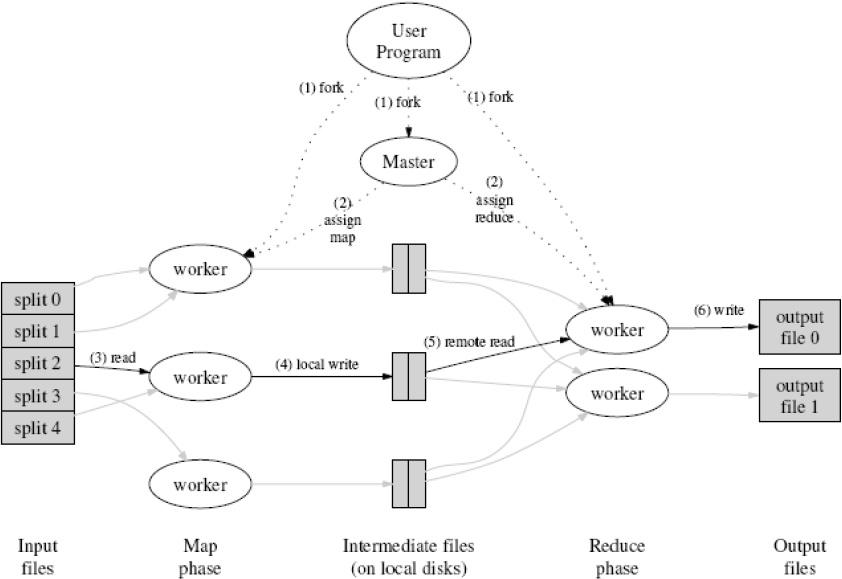 User
Program
(1) fork
(1) fork
(1) fork
Master
(2)
assign
map
(2)
assign
reduce
worker
split 0
split 1
split 2
split 3
split 4
(3) read
worker
(4) local write
(5) remote read
worker
(6) write
output
file 0
worker
output
file 1
worker
Input
files
Map
phase
Intermediate files
(on local disks)
Reduce
phase
Output
files